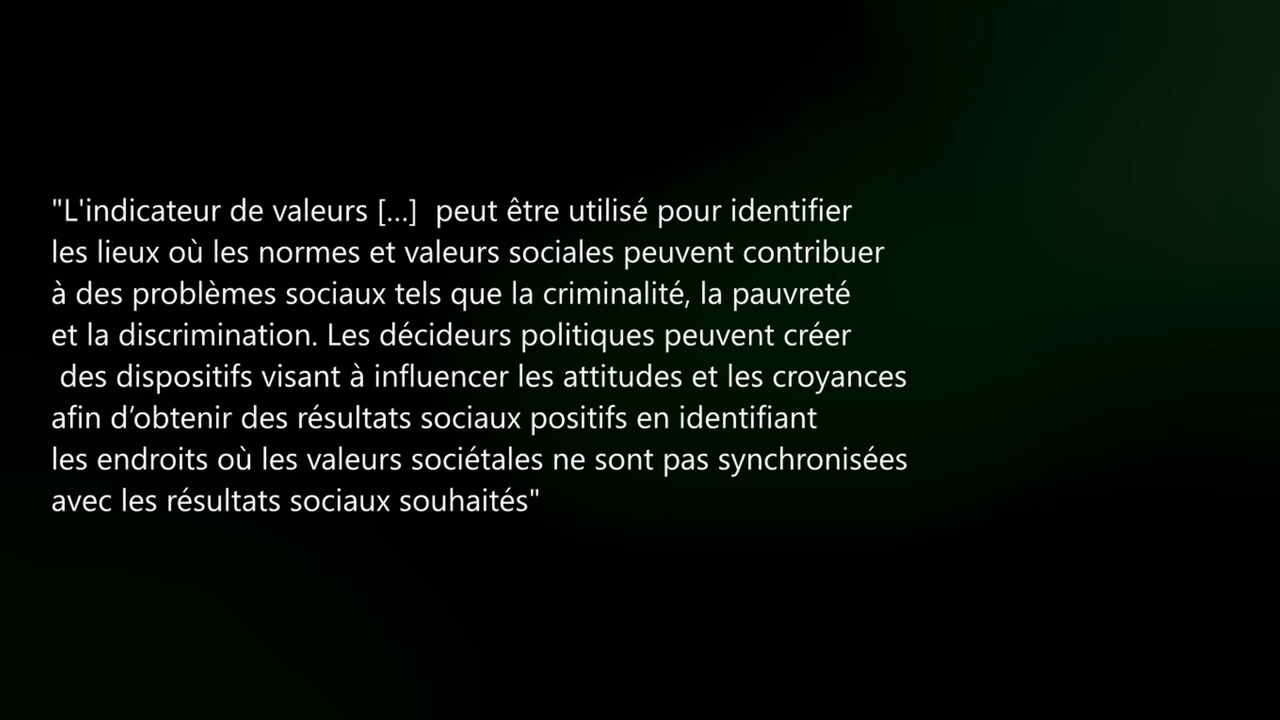 "L'indicateur de valeurs [...]  peut être utilisé pour identifier
les lieux où les normes et valeurs sociales peuvent contribuer
à des problèmes sociaux tels que la criminalité, la pauvreté
et la discrimination. Les décideurs politiques peuvent créer
des dispositifs visant à influencer les attitudes et les croyances
afin d’obtenir des résultats sociaux positifs en identifiant
les endroits où les valeurs sociétales ne sont pas synchronisées
avec les résultats sociaux souhaités"